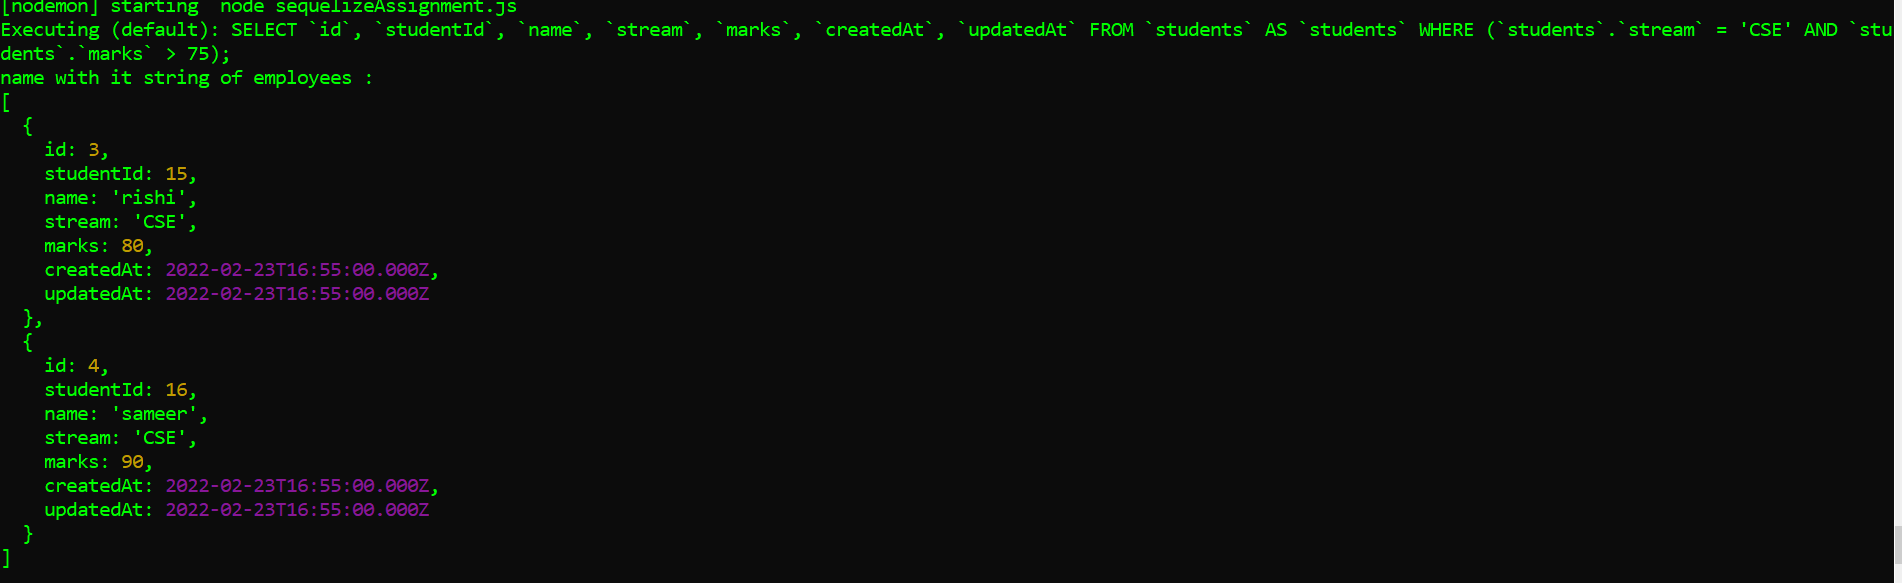 [nodemon] starting `node sequelizeAssignment.js`
Executing (default): SELECT `id`, `studentId`, `name`, `stream`, `marks`, `createdAt`, `updatedAt` FROM `students` AS `students` WHERE (`students`.`stream` = 'CSE' AND `stu
dents`.`marks` > 75);
name with it string of employees :
[
  {
    id: 3,
    studentId: 15,
    name: 'rishi',
    stream: 'CSE',
    marks: 80,
    createdAt: 2022-02-23T16:55:00.000Z,
    updatedAt: 2022-02-23T16:55:00.000Z
  },
  {
    id: 4,
    studentId: 16,
    name: 'sameer',
    stream: 'CSE',
    marks: 90,
    createdAt: 2022-02-23T16:55:00.000Z,
    updatedAt: 2022-02-23T16:55:00.000Z
  }
]